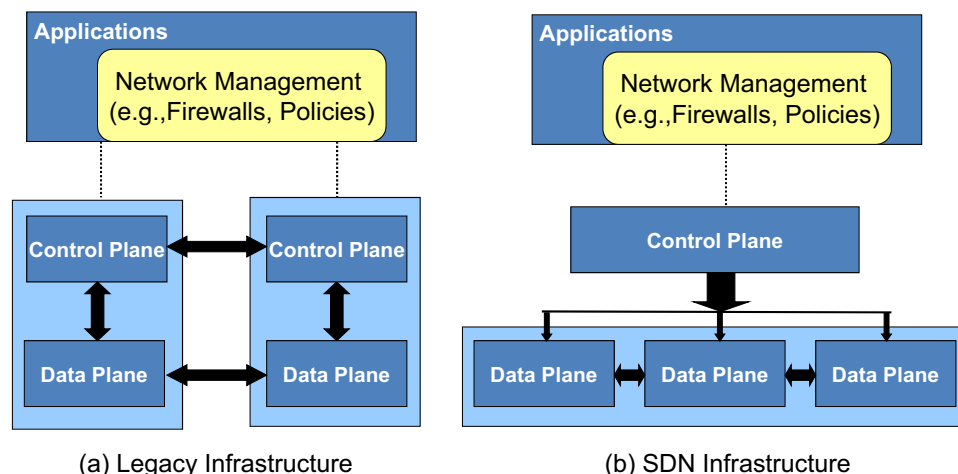 Applications
Network Management
(e.g.,Firewalls, Policies)
Control Plane
Control Plane
Data Plane
Data Plane
(a) Legacy Infrastructure
Applications
Network Management
(e.g.,Firewalls, Policies)
Control Plane
Data Plane
Data Plane
Data Plane
(b) SDN Infrastructure